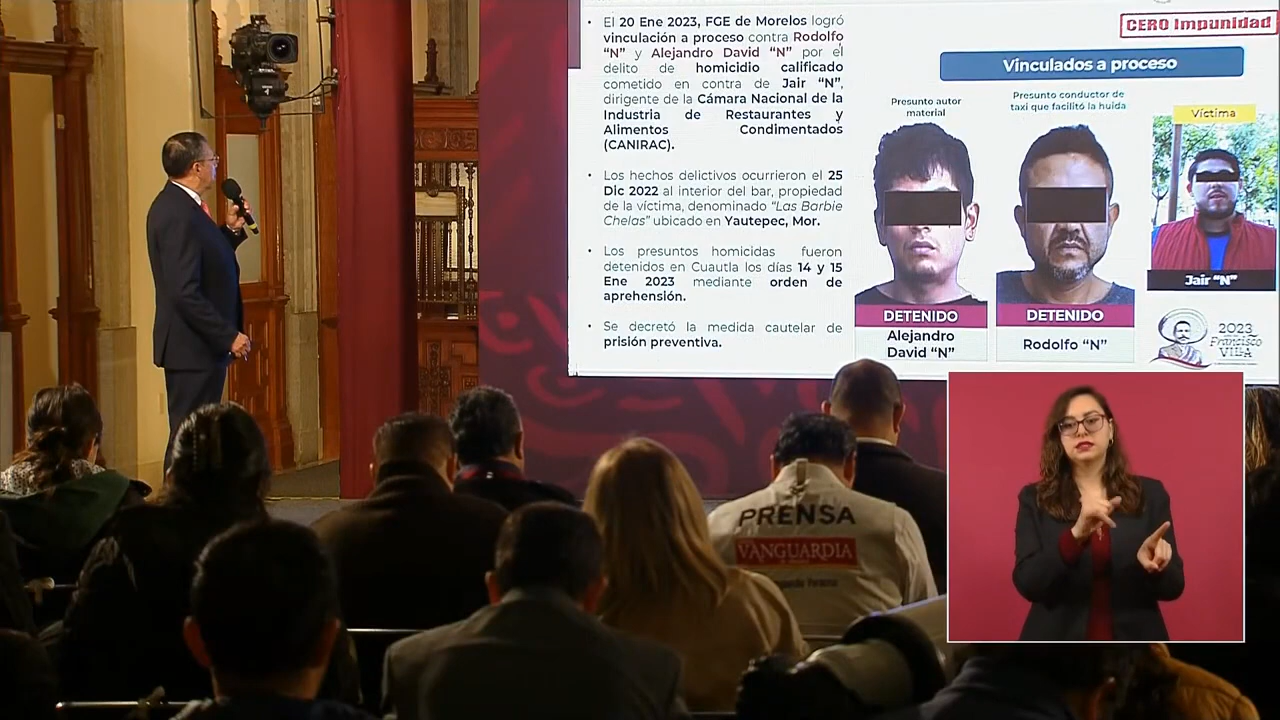 El 20 Ene 2023, FGE de Morelos logró
vinculación a proceso contra Rodolfo
"N" y Alejandro David "N" por el
delito de homicidio calificado
cometido en contra de Jair "N",
dirigente de la Cámara Nacional de la
Industria de Restaurantes y
Alimentos Condimentados
(CANIRAC).
Los hechos delictivos ocurrieron el 25
Dic 2022 al interior del bar, propiedad
de la víctima, denominado "Las Barbie
Chelas" ubicado en Yautepec, Mor.
Los presuntos homicidas fueron
detenidos en Cuautla los días 14 y 15
Ene 2023 mediante orden de
aprehensión.
Se decretó la medida cautelar de
prisión preventiva.
CERO Impunidad
Vinculados a proceso
Presunto autor
material
DETENIDO
Alejandro
David "N"
Presunto conductor de
taxi que facilitó la huida
DETENIDO
Rodolfo "N"
Víctima
Jair "N"
2023
Francisco
VILLA
PRENSA
VANGUARDIA